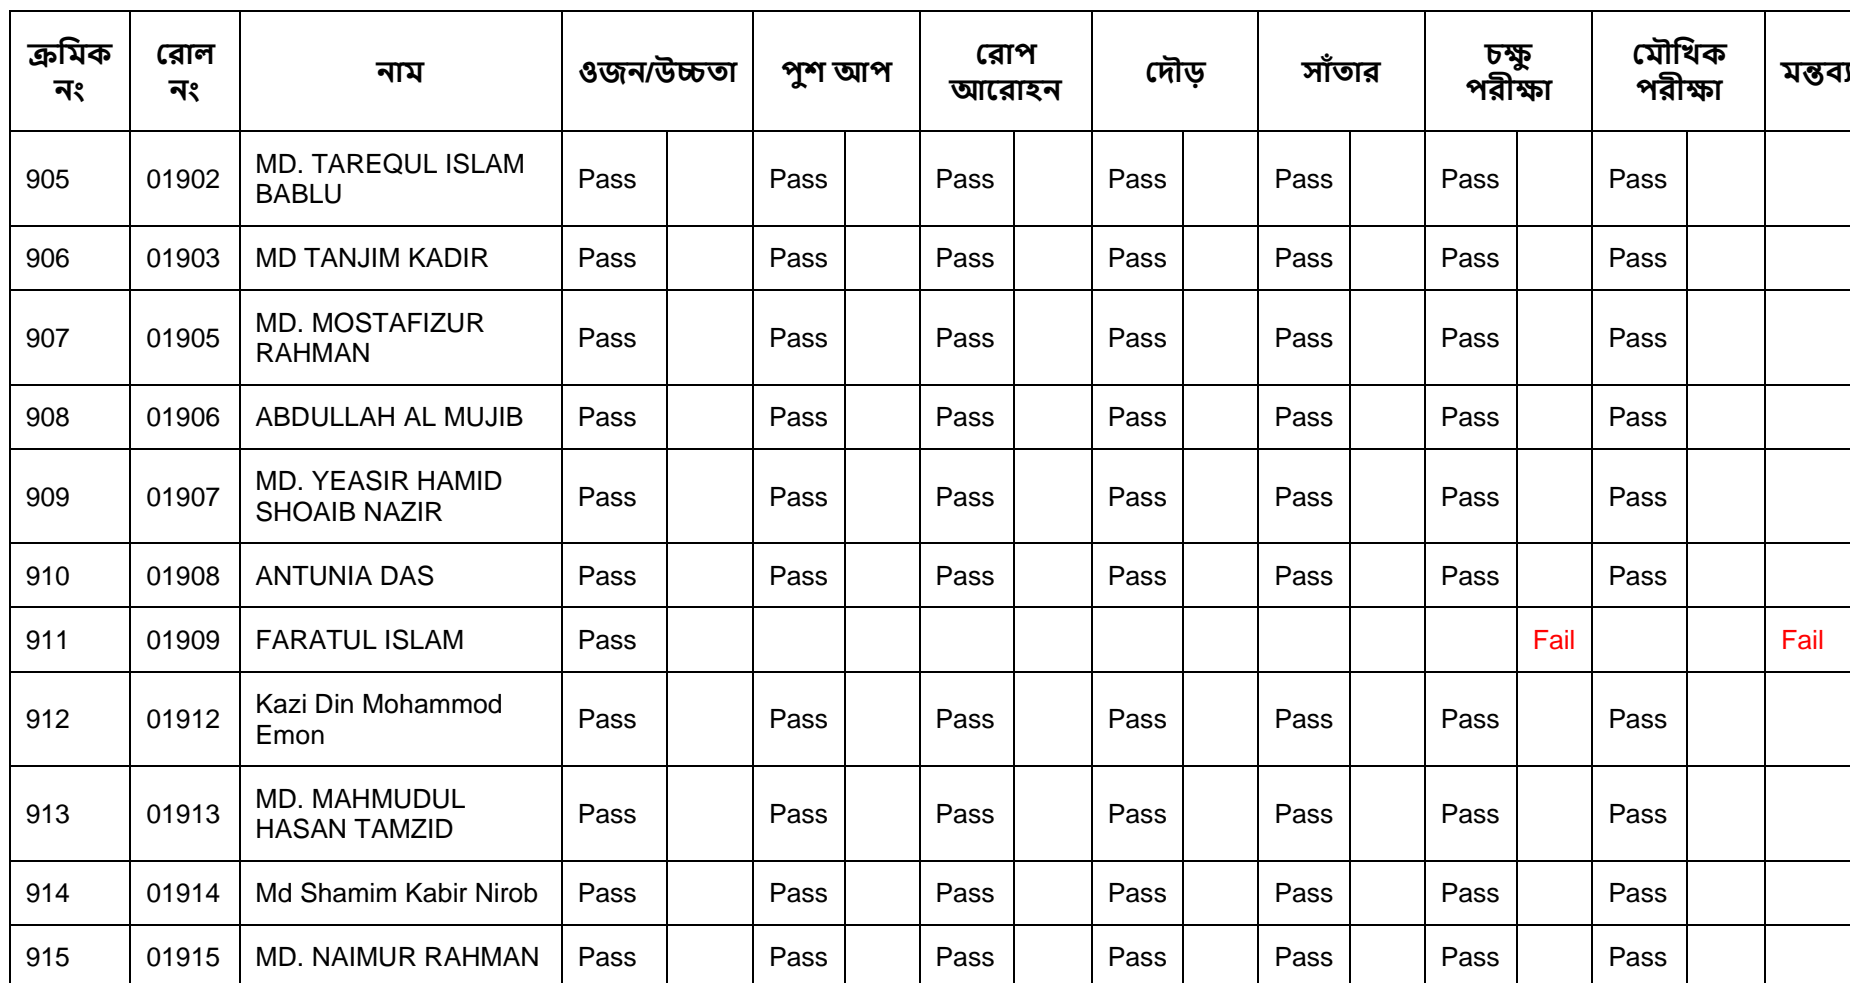 ক্রমিক নং রোল নং নাম ওজন/উচ্চতা পুশ আপ রোপ আরোহন দৌড় সাঁতার চক্ষু পরীক্ষা মৌখিক পরীক্ষা মন্তব্য
905 01902 MD. TAREQUL ISLAM BABLU Pass Pass Pass Pass Pass Pass Pass
906 01903 MD TANJIM KADIR Pass Pass Pass Pass Pass Pass Pass
907 01905 MD. MOSTAFIZUR RAHMAN Pass Pass Pass Pass Pass Pass Pass
908 01906 ABDULLAH AL MUJIB Pass Pass Pass Pass Pass Pass Pass
909 01907 MD. YEASIR HAMID SHOAIB NAZIR Pass Pass Pass Pass Pass Pass Pass
910 01908 ANTUNIA DAS Pass Pass Pass Pass Pass Pass Pass
911 01909 FARATUL ISLAM Pass Fail Fail
912 01912 Kazi Din Mohammod Emon Pass Pass Pass Pass Pass Pass Pass
913 01913 MD. MAHMUDUL HASAN TAMZID Pass Pass Pass Pass Pass Pass Pass
914 01914 Md Shamim Kabir Nirob Pass Pass Pass Pass Pass Pass Pass
915 01915 MD. NAIMUR RAHMAN Pass Pass Pass Pass Pass Pass Pass